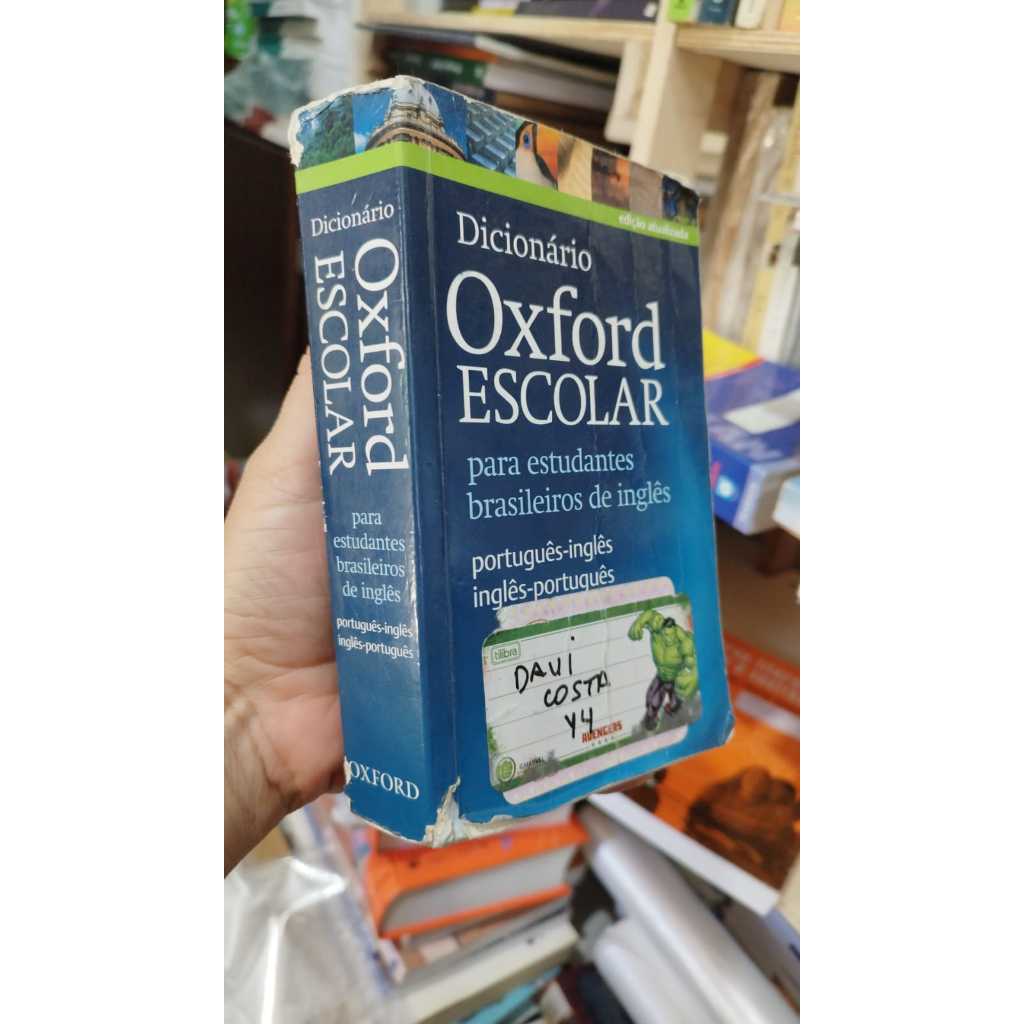 Dicionário
Oxford
ESCOLAR
para
estudantes
brasileiros
de inglês
português-inglês
inglês-português
OXFORD
edição atualizada
Dicionário
Oxford
ESCOLAR
para estudantes
brasileiros de inglês
português-inglês
inglês-português
tilibra
DAVI
COSTA
Y4
AVENGERS